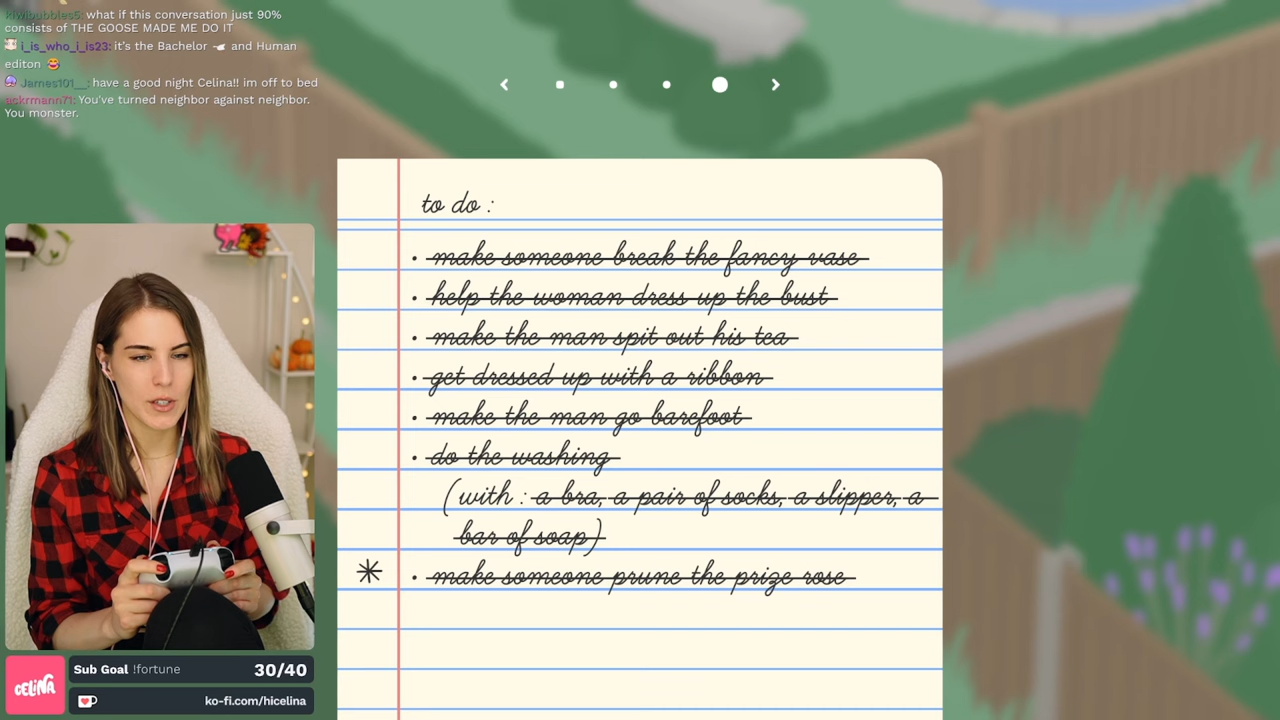 kiwipubbles5: what if this conversation just 90%
consists of THE GOOSE MADE ME DO IT
i_is_who_i_is23: it's the Bachelor and Human
editon
James101__: have a good night Celina!! im off to bed
ackrmann71: You've turned neighbor against neighbor.
You monster.
to do :
• make someone break the fancy vase
• help the woman dress up the bust
• make the man spit out his tea
• get dressed up with a ribbon
• make the man go barefoot
• do the washing
(with : a bra, a pair of socks, a slipper, a
bar of soap)
• make someone prune the prize rose
CELINA
Sub Goal !fortune 30/40
ko-fi.com/hicelina